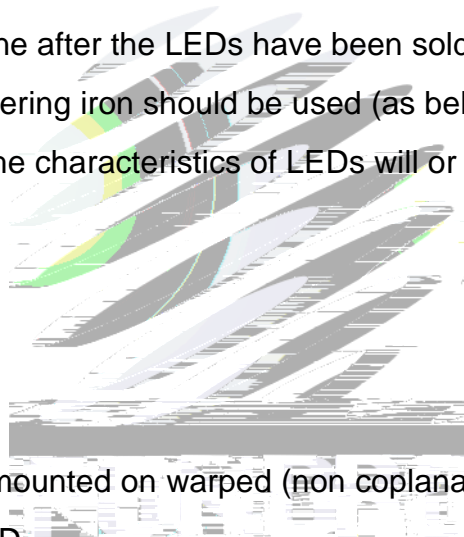 ne after the LEDs have been sold
ering iron should be used (as bel
ne characteristics of LEDs will or
mounted on warped (non coplana